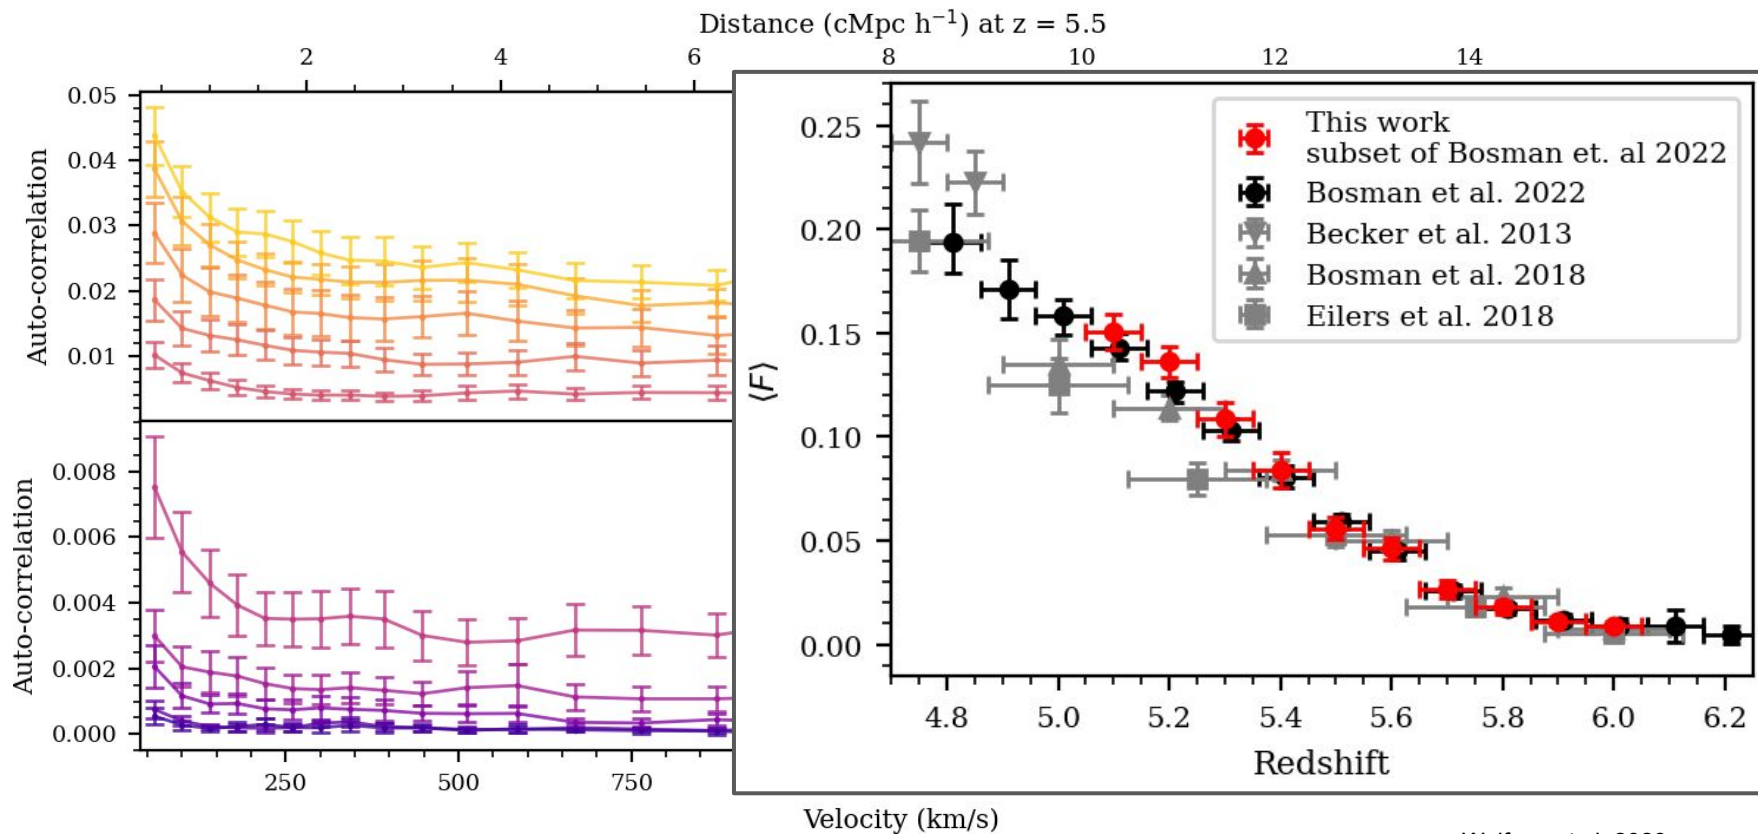 Distance (cMpc h⁻¹) at z = 5.5
2 4 6 8 10 12 14
Auto-correlation
0.05
0.04
0.03
0.02
0.01
Auto-correlation
0.008
0.006
0.004
0.002
0.000
250 500 750
Velocity (km/s)
⟨F⟩
0.25
0.20
0.15
0.10
0.05
0.00
This work
subset of Bosman et. al 2022
Bosman et al. 2022
Becker et al. 2013
Bosman et al. 2018
Eilers et al. 2018
4.8 5.0 5.2 5.4 5.6 5.8 6.0 6.2
Redshift